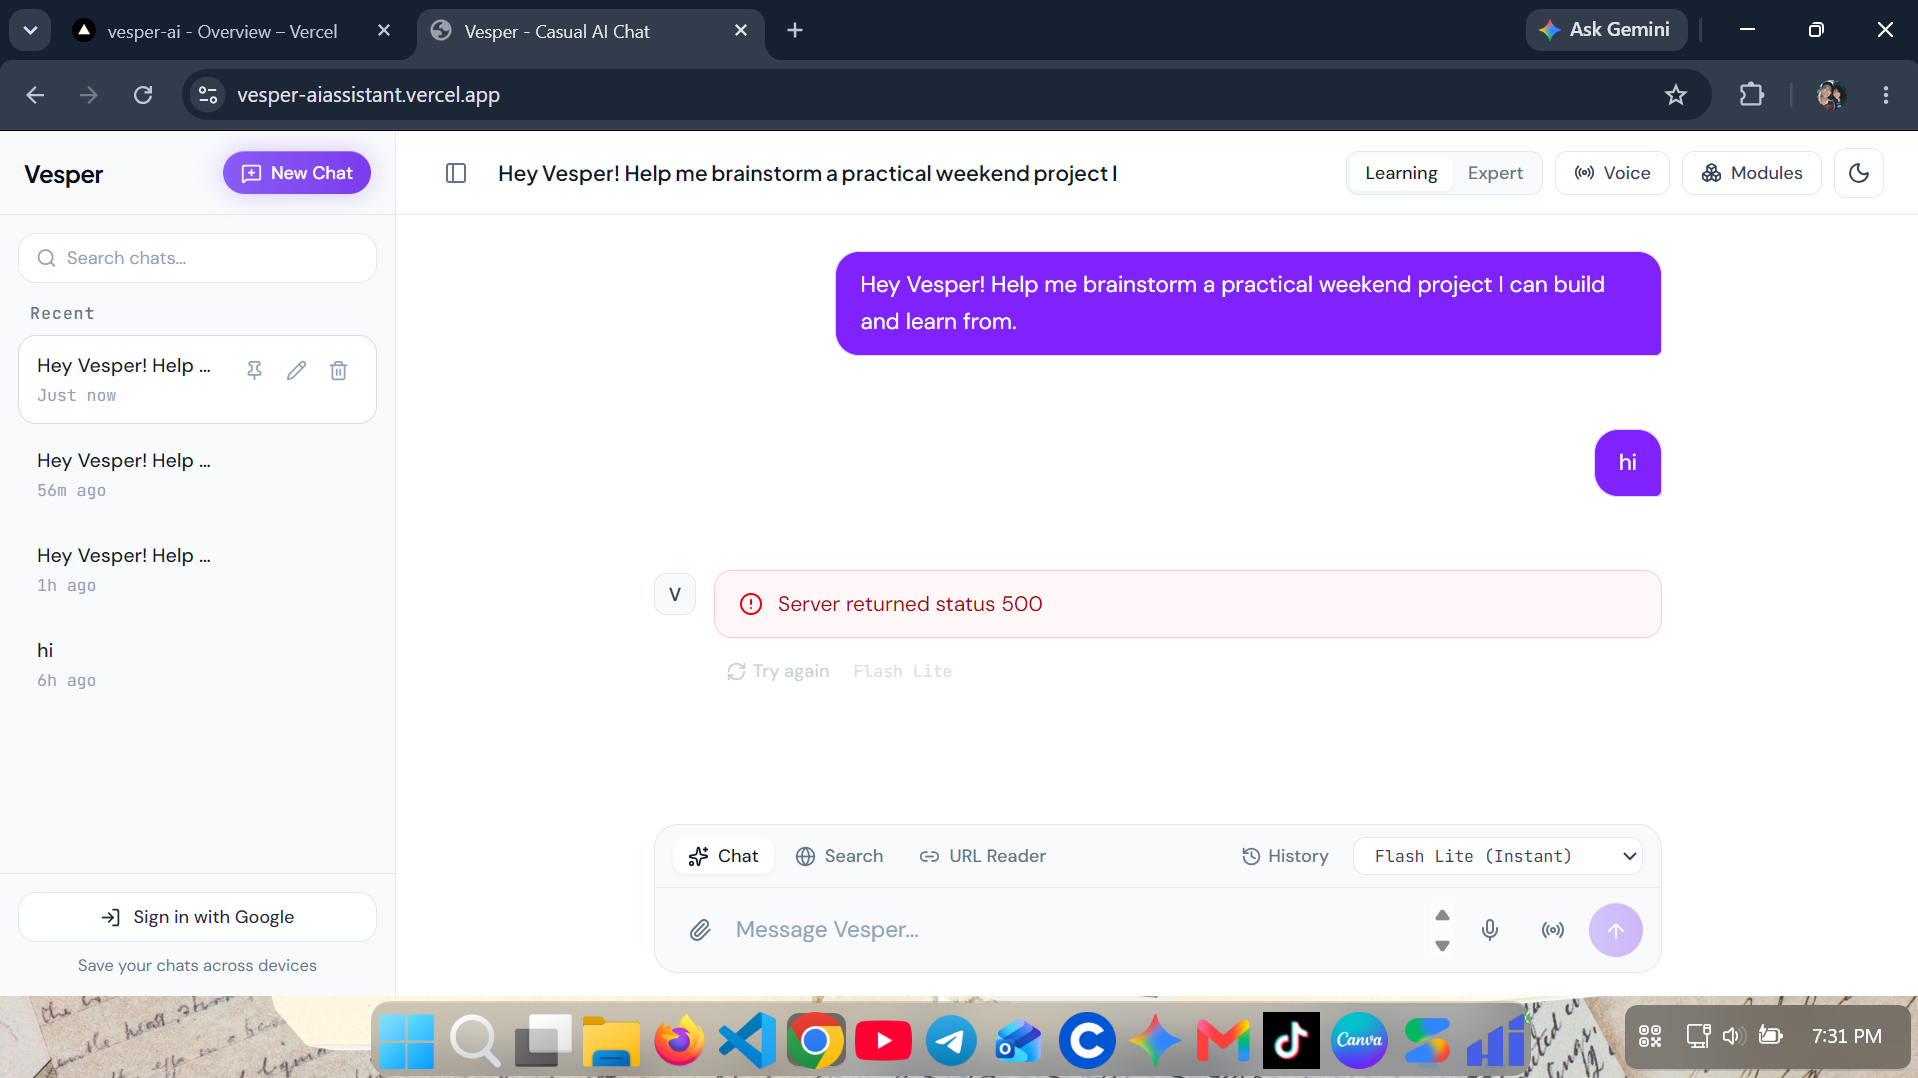 vesper-ai - Overview – Vercel
Vesper - Casual AI Chat
Ask Gemini
vesper-aiassistant.vercel.app
Vesper
New Chat
Hey Vesper! Help me brainstorm a practical weekend project I
Learning
Expert
Voice
Modules
Search chats...
Recent
Hey Vesper! Help ...
Just now
Hey Vesper! Help ...
56m ago
Hey Vesper! Help ...
1h ago
hi
6h ago
Sign in with Google
Save your chats across devices
Hey Vesper! Help me brainstorm a practical weekend project I can build
and learn from.
hi
V
Server returned status 500
Try again
Flash Lite
Chat
Search
URL Reader
History
Flash Lite (Instant)
Message Vesper...
Canva
7:31 PM